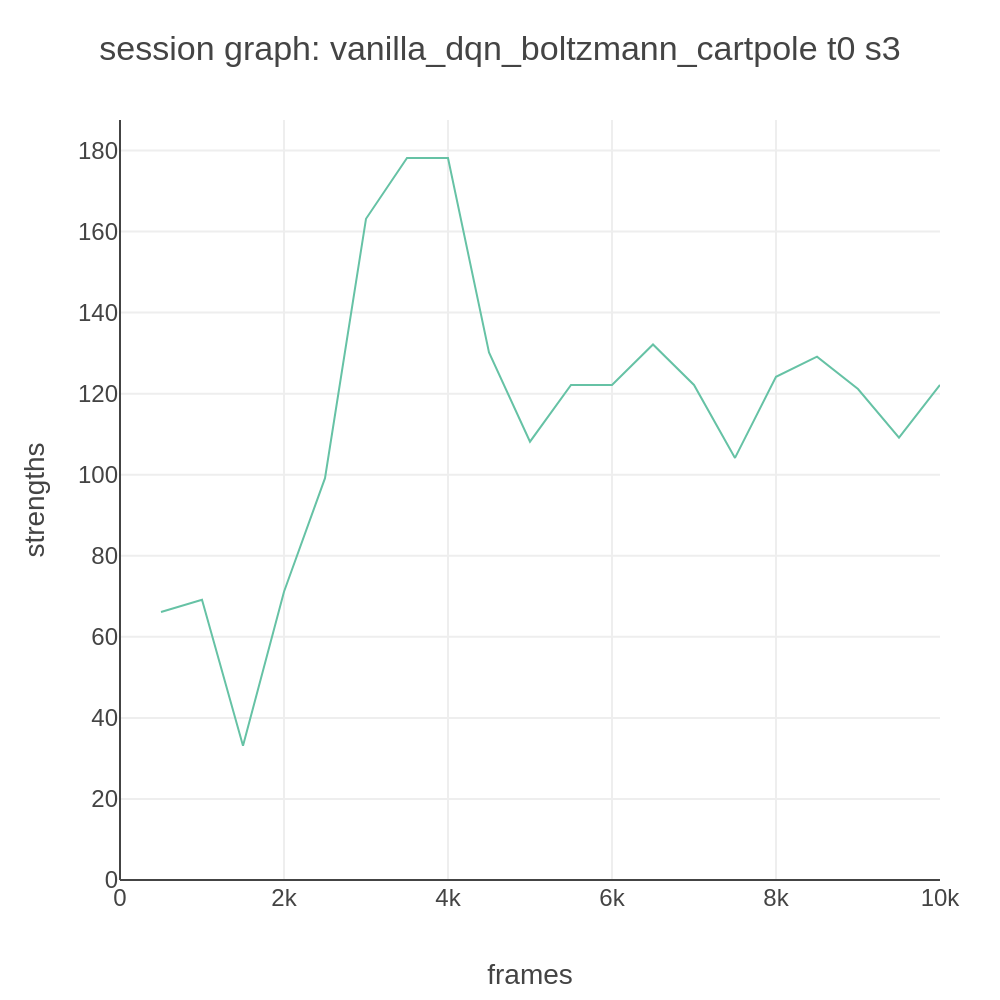 session graph: vanilla_dqn_boltzmann_cartpole t0 s3
180
160
140
120
100
80
60
40
20
0
0 2k 4k 6k 8k 10k
strengths
frames